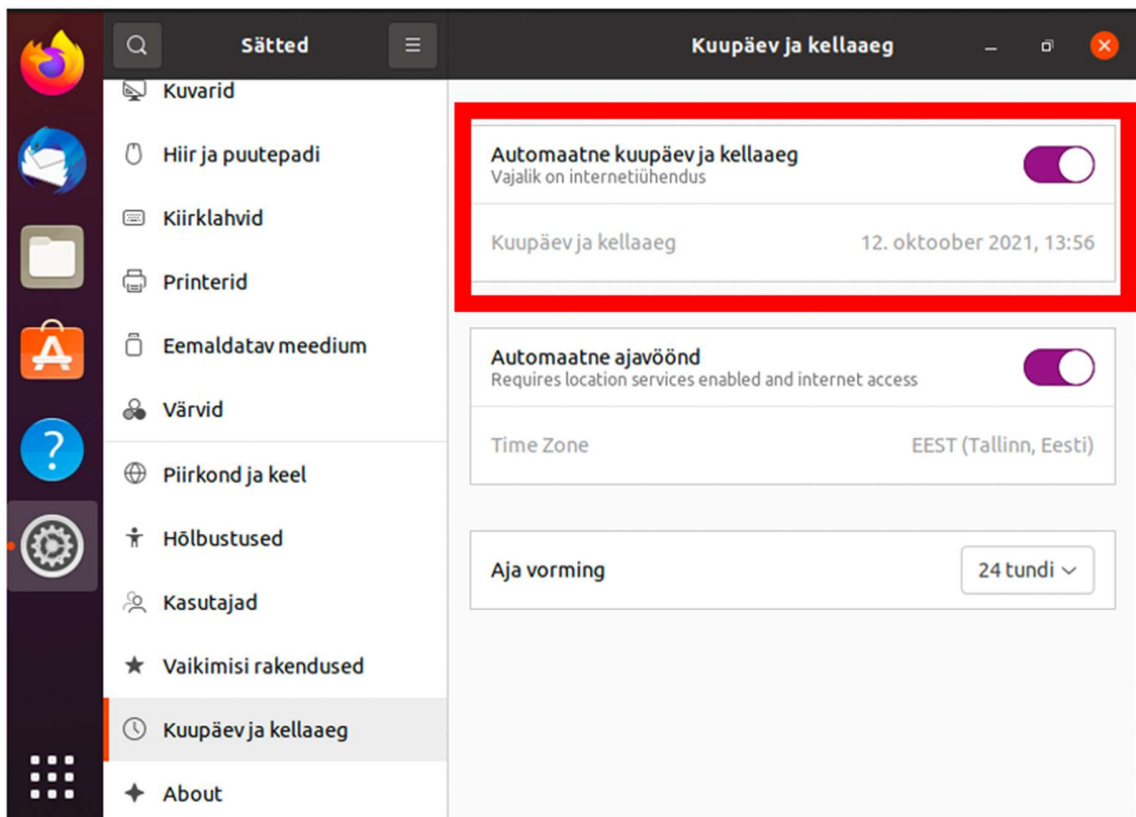 Sätted
Kuupäev ja kellaaeg
Kuvarid
Hiir ja puutepadi
Kiirklahvid
Printerid
Eemaldatav meedium
Värvid
Piirkond ja keel
Hõlbustused
Kasutajad
Vaikimisi rakendused
Kuupäev ja kellaaeg
About
Automaatne kuupäev ja kellaaeg
Vajalik on internetiühendus
Kuupäev ja kellaaeg 12. oktoober 2021, 13:56
Automaatne ajavöönd
Requires location services enabled and internet access
Time Zone EEST (Tallinn, Eesti)
Aja vorming 24 tundi